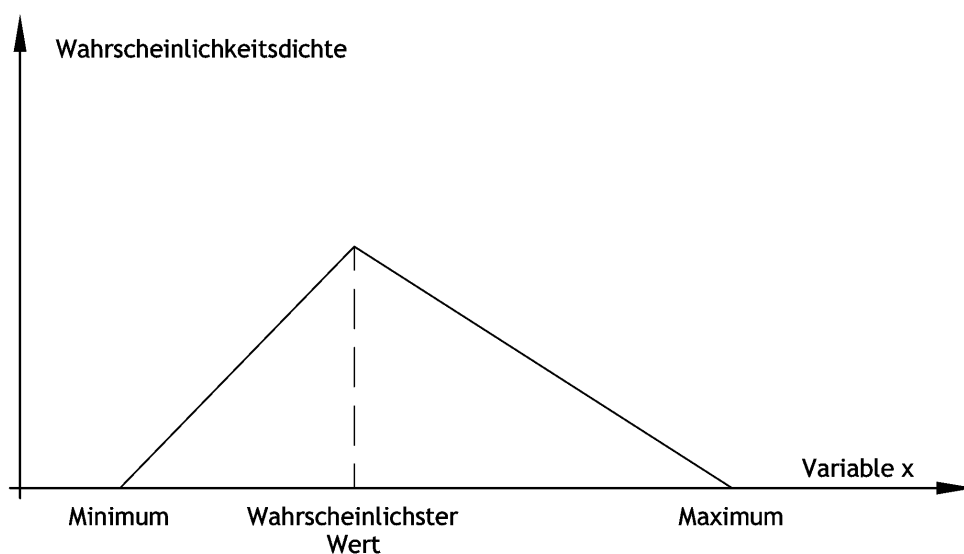 Wahrscheinlichkeitsdichte
Variable x
Minimum
Wahrscheinlichster
Wert
Maximum